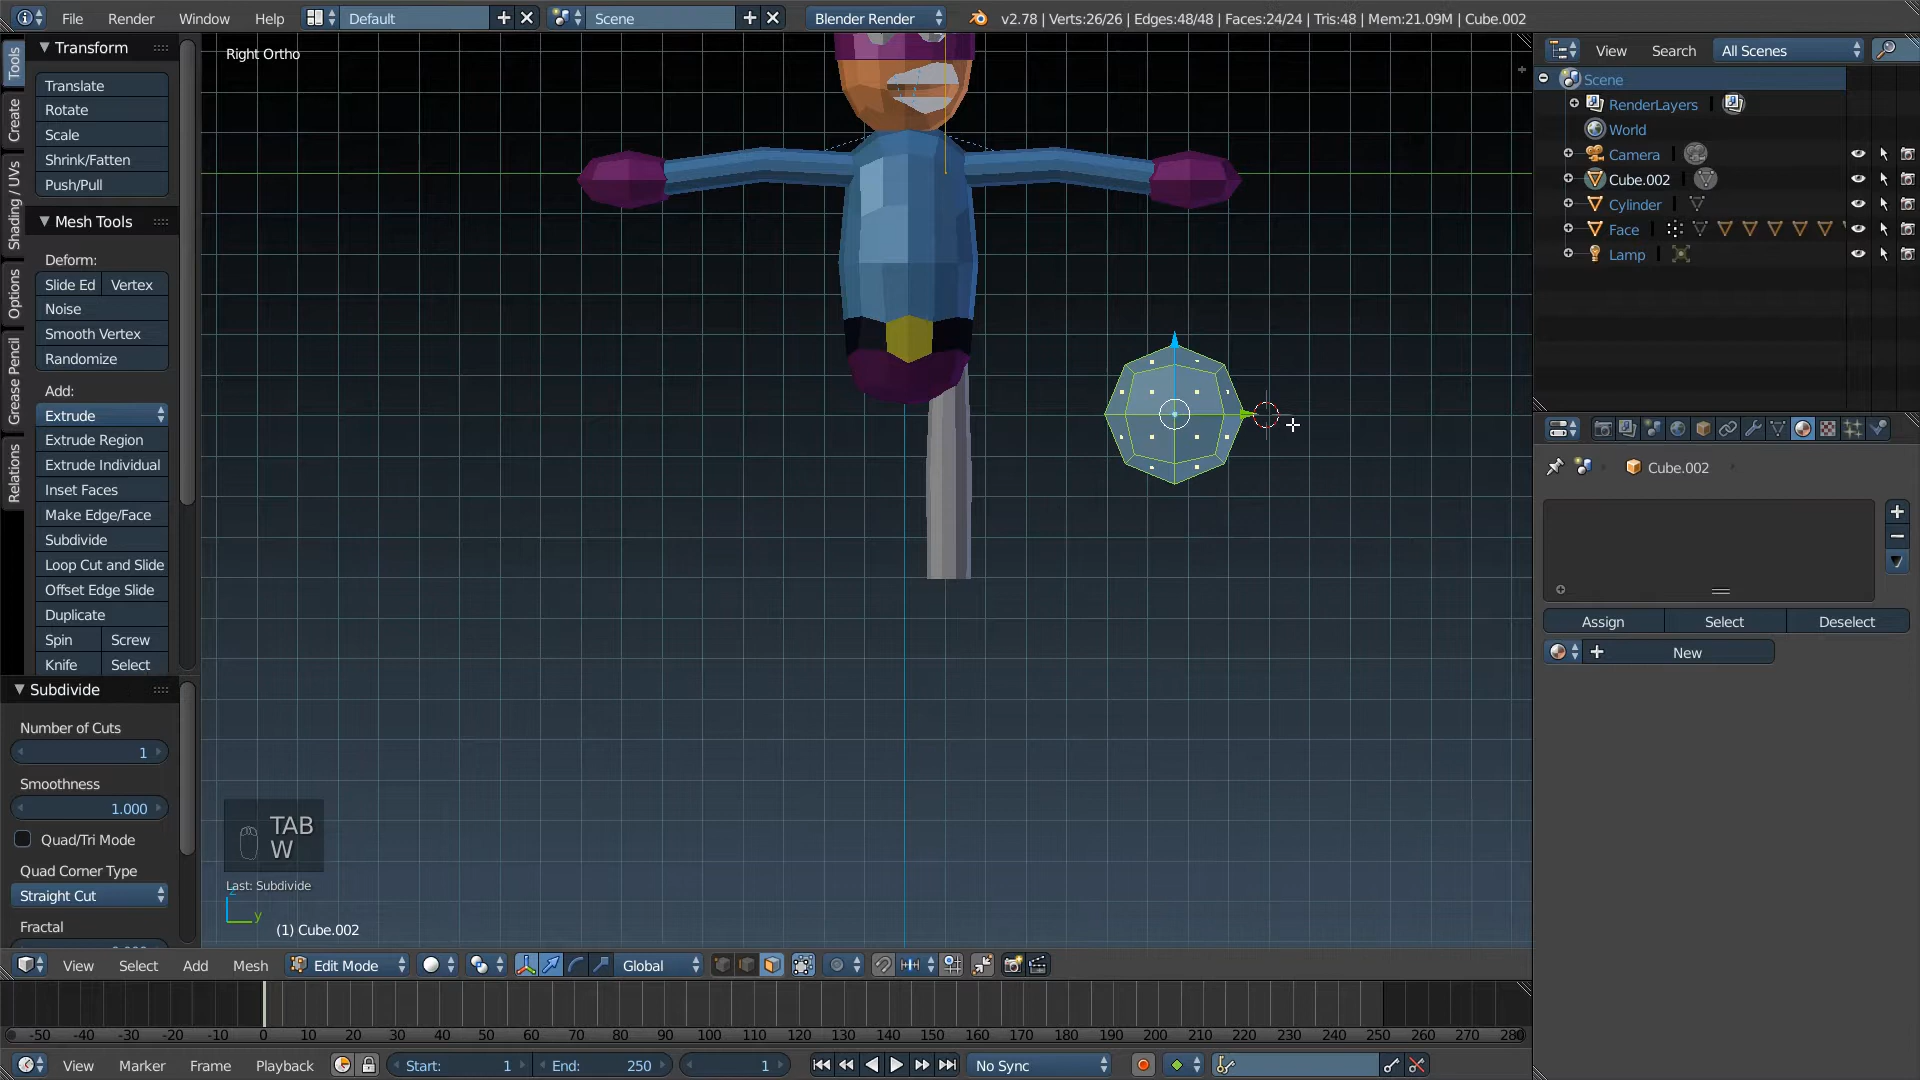 File Render Window Help Default Scene Blender Render v2.78 | Verts:26/26 | Edges:48/48 | Faces:24/24 | Tris:48 | Mem:21.09M | Cube.002
Tools
Create
Shading / UVs
Options
Grease Pencil
Relations
Transform
Translate
Rotate
Scale
Shrink/Fatten
Push/Pull
Mesh Tools
Deform:
Slide Ed Vertex
Noise
Smooth Vertex
Randomize
Add:
Extrude
Extrude Region
Extrude Individual
Inset Faces
Make Edge/Face
Subdivide
Loop Cut and Slide
Offset Edge Slide
Duplicate
Spin Screw
Knife Select
Subdivide
Number of Cuts
1
Smoothness
1.000
Quad/Tri Mode
Quad Corner Type
Straight Cut
Fractal
Right Ortho
TAB
W
Last: Subdivide
z
y
(1) Cube.002
View Search All Scenes
Scene
RenderLayers
World
Camera
Cube.002
Cylinder
Face
Lamp
Cube.002
Assign Select Deselect
New
View Select Add Mesh Edit Mode Global
-50 -40 -30 -20 -10 0 10 20 30 40 50 60 70 80 90 100 110 120 130 140 150 160 170 180 190 200 210 220 230 240 250 260 270 280
View Marker Frame Playback Start: 1 End: 250 1 No Sync